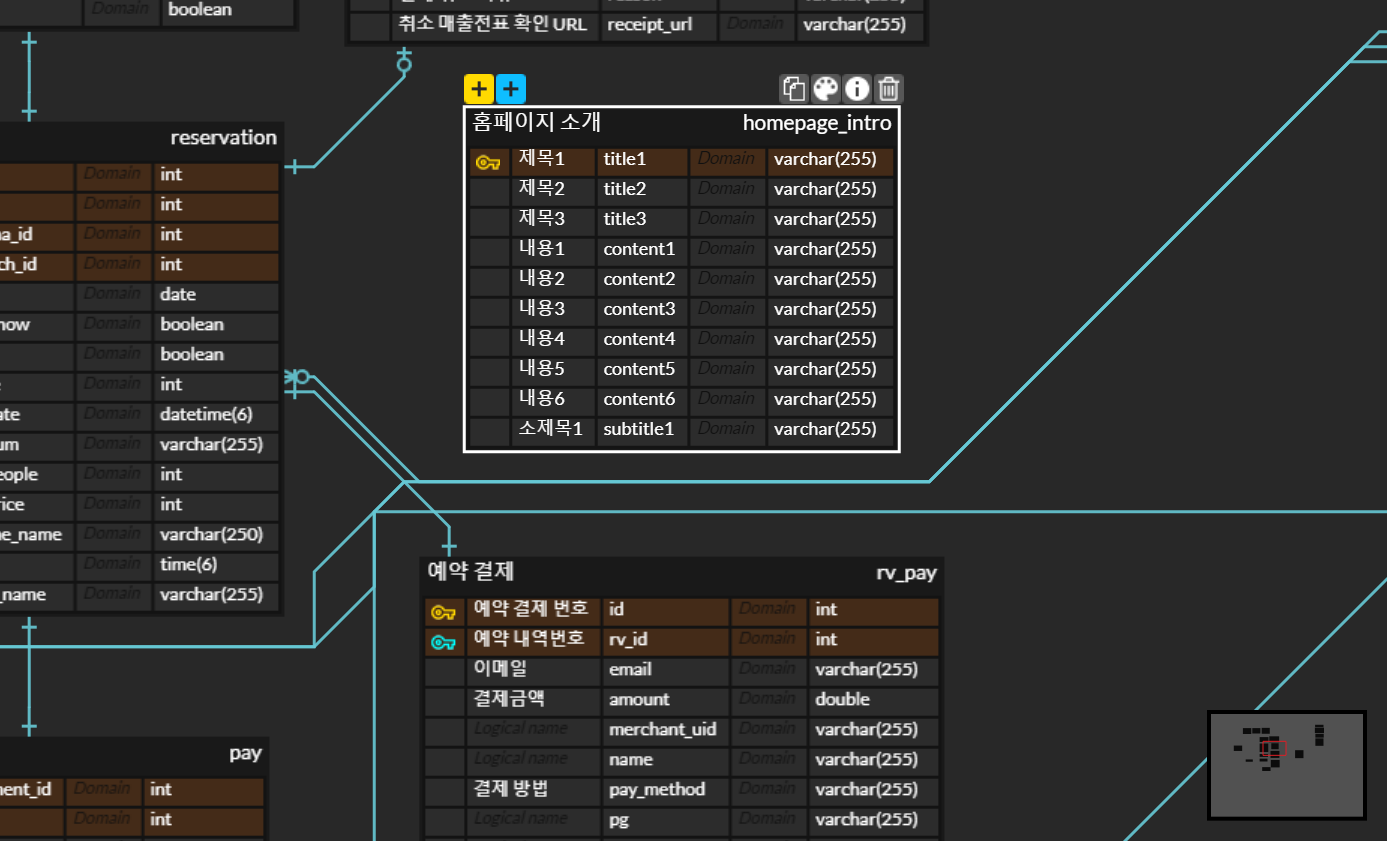 Domain boolean
취소 매출전표 확인 URL receipt_url Domain varchar(255)
홈페이지 소개 homepage_intro
제목1 title1 Domain varchar(255)
제목2 title2 Domain varchar(255)
제목3 title3 Domain varchar(255)
내용1 content1 Domain varchar(255)
내용2 content2 Domain varchar(255)
내용3 content3 Domain varchar(255)
내용4 content4 Domain varchar(255)
내용5 content5 Domain varchar(255)
내용6 content6 Domain varchar(255)
소제목1 subtitle1 Domain varchar(255)
reservation
Domain int
Domain int
a_id Domain int
ch_id Domain int
Domain date
how Domain boolean
Domain boolean
Domain int
ate Domain datetime(6)
um Domain varchar(255)
eople Domain int
rice Domain int
e_name Domain varchar(250)
Domain time(6)
_name Domain varchar(255)
예약 결제 rv_pay
예약 결제 번호 id Domain int
예약 내역번호 rv_id Domain int
이메일 email Domain varchar(255)
결제금액 amount Domain double
Logical name merchant_uid Domain varchar(255)
Logical name name Domain varchar(255)
결제 방법 pay_method Domain varchar(255)
Logical name pg Domain varchar(255)
pay
ment_id Domain int
Domain int